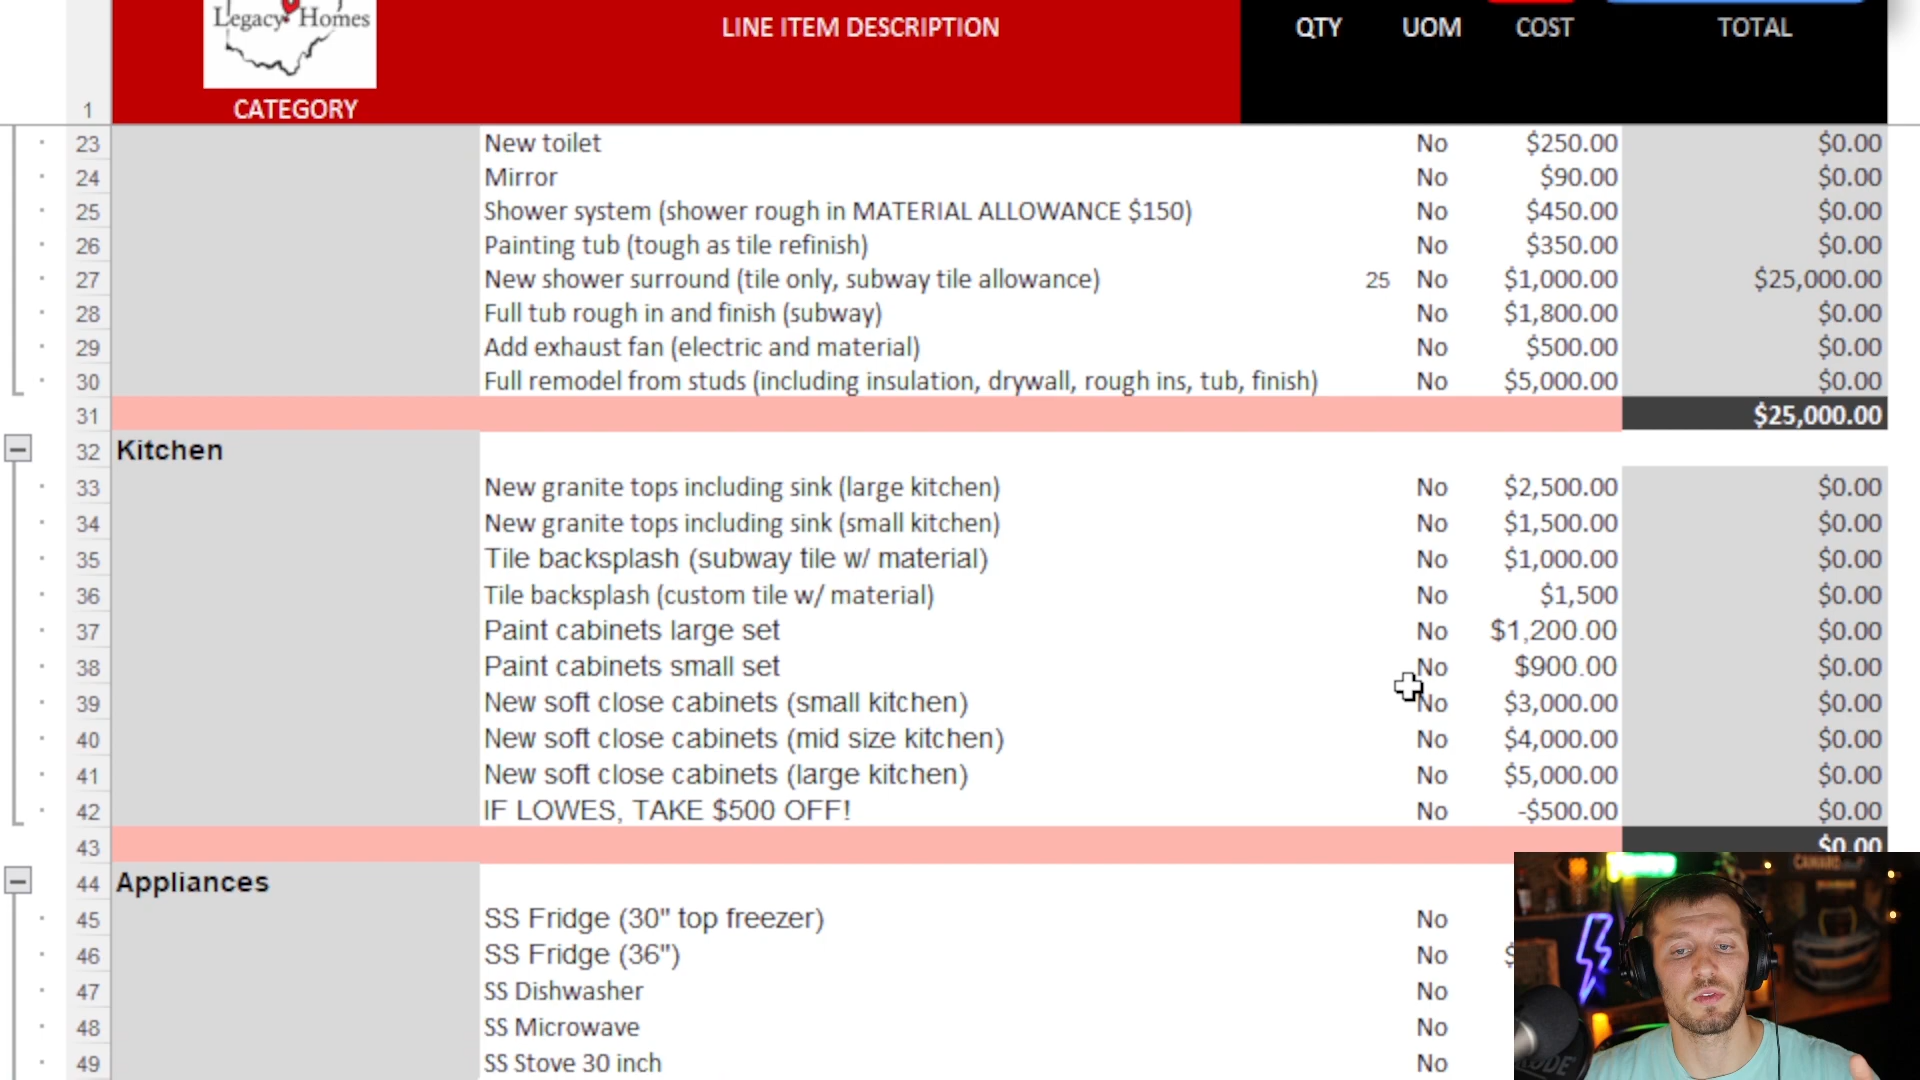 Legacy Homes
LINE ITEM DESCRIPTION QTY UOM COST TOTAL
1 CATEGORY
23 New toilet No $250.00 $0.00
24 Mirror No $90.00 $0.00
25 Shower system (shower rough in MATERIAL ALLOWANCE $150) No $450.00 $0.00
26 Painting tub (tough as tile refinish) No $350.00 $0.00
27 New shower surround (tile only, subway tile allowance) 25 No $1,000.00 $25,000.00
28 Full tub rough in and finish (subway) No $1,800.00 $0.00
29 Add exhaust fan (electric and material) No $500.00 $0.00
30 Full remodel from studs (including insulation, drywall, rough ins, tub, finish) No $5,000.00 $0.00
31 $25,000.00
32 Kitchen
33 New granite tops including sink (large kitchen) No $2,500.00 $0.00
34 New granite tops including sink (small kitchen) No $1,500.00 $0.00
35 Tile backsplash (subway tile w/ material) No $1,000.00 $0.00
36 Tile backsplash (custom tile w/ material) No $1,500 $0.00
37 Paint cabinets large set No $1,200.00 $0.00
38 Paint cabinets small set No $900.00 $0.00
39 New soft close cabinets (small kitchen) No $3,000.00 $0.00
40 New soft close cabinets (mid size kitchen) No $4,000.00 $0.00
41 New soft close cabinets (large kitchen) No $5,000.00 $0.00
42 IF LOWES, TAKE $500 OFF! No -$500.00 $0.00
43 $0.00
44 Appliances
45 SS Fridge (30" top freezer) No
46 SS Fridge (36") No $
47 SS Dishwasher No
48 SS Microwave No
49 SS Stove 30 inch No